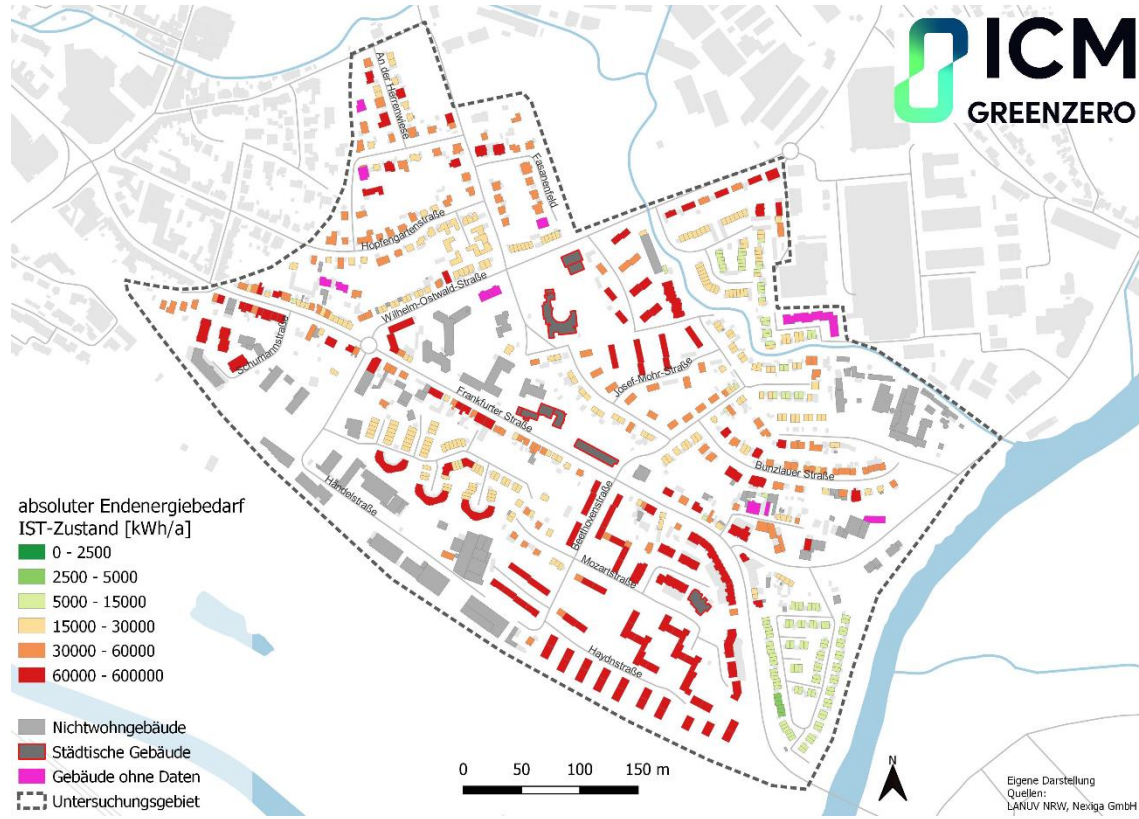 ICM
GREENZERO
An der Herrenwiese
Fasanenfeld
Hopfengartenstraße
Wilhelm-Ostwald-Straße
Schumannstraße
Josef-Mohr-Straße
Frankfurter Straße
Bunzlauer Straße
Händelstraße
Beethovenstraße
Mozartstraße
Haydnstraße
absoluter Endenergiebedarf
IST-Zustand [kWh/a]
0 - 2500
2500 - 5000
5000 - 15000
15000 - 30000
30000 - 60000
60000 - 600000
Nichtwohngebäude
Städtische Gebäude
Gebäude ohne Daten
Untersuchungsgebiet
0 50 100 150 m
N
Eigene Darstellung
Quellen:
LANUV NRW, Nexiga GmbH